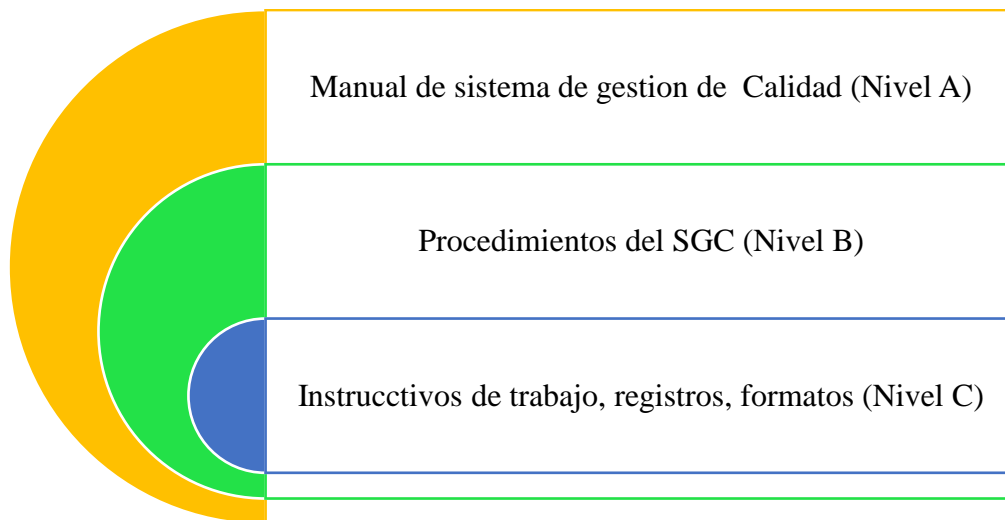 Manual de sistema de gestion de  Calidad (Nivel A)
Procedimientos del SGC (Nivel B)
Instrucctivos de trabajo, registros, formatos (Nivel C)